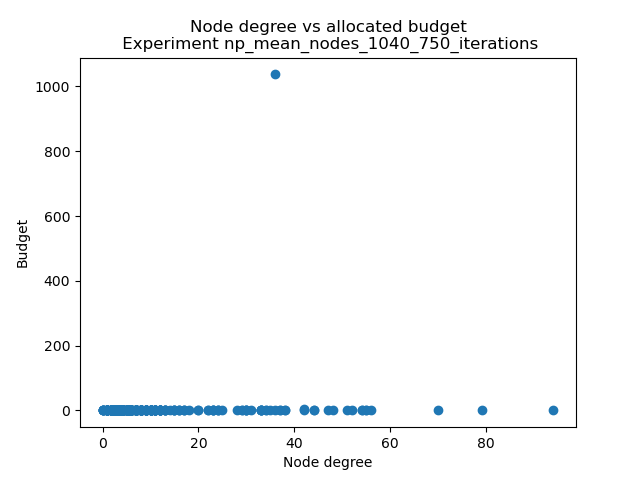 Node degree vs allocated budget
Experiment np_mean_nodes_1040_750_iterations
1000
800
600
400
200
0
Budget
0 20 40 60 80
Node degree